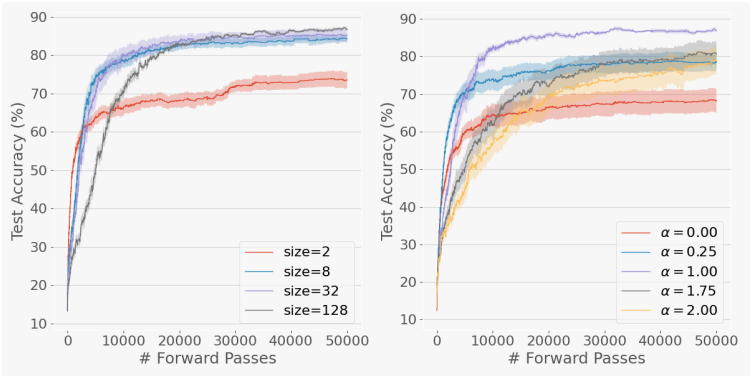 90
80
70
60
50
40
30
20
10
Test Accuracy (%)
size=2
size=8
size=32
size=128
0
10000
20000
30000
40000
50000
# Forward Passes
90
80
70
60
50
40
30
20
10
Test Accuracy (%)
α = 0.00
α = 0.25
α = 1.00
α = 1.75
α = 2.00
0
10000
20000
30000
40000
50000
# Forward Passes